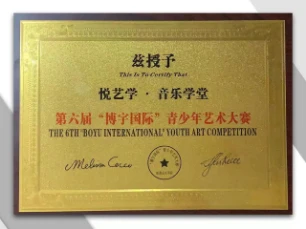 兹授予
This Is To Certify That
悦艺学·音乐学堂
第六届“博宇国际”青少年艺术大赛
THE 6TH "BOYU INTERNATIONAL" YOUTH ART COMPETITION